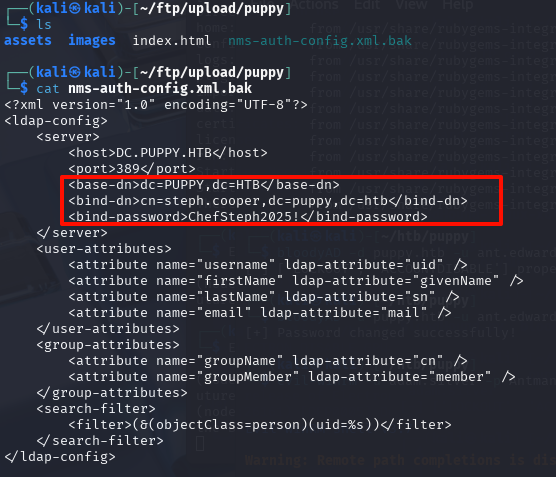 ┌──(kali㉿kali)-[~/ftp/upload/puppy]
└─$ ls
assets images index.html nms-auth-config.xml.bak
┌──(kali㉿kali)-[~/ftp/upload/puppy]
└─$ cat nms-auth-config.xml.bak
<?xml version="1.0" encoding="UTF-8"?>
<ldap-config>
    <server>
        <host>DC.PUPPY.HTB</host>
        <port>389</port>
        <base-dn>dc=PUPPY,dc=HTB</base-dn>
        <bind-dn>cn=steph.cooper,dc=puppy,dc=htb</bind-dn>
        <bind-password>ChefSteph2025!</bind-password>
    </server>
    <user-attributes>
        <attribute name="username" ldap-attribute="uid" />
        <attribute name="firstName" ldap-attribute="givenName" />
        <attribute name="lastName" ldap-attribute="sn" />
        <attribute name="email" ldap-attribute="mail" />
    </user-attributes>
    <group-attributes>
        <attribute name="groupName" ldap-attribute="cn" />
        <attribute name="groupMember" ldap-attribute="member" />
    </group-attributes>
    <search-filter>
        <filter>(&(objectClass=person)(uid=%s))</filter>
    </search-filter>
</ldap-config>